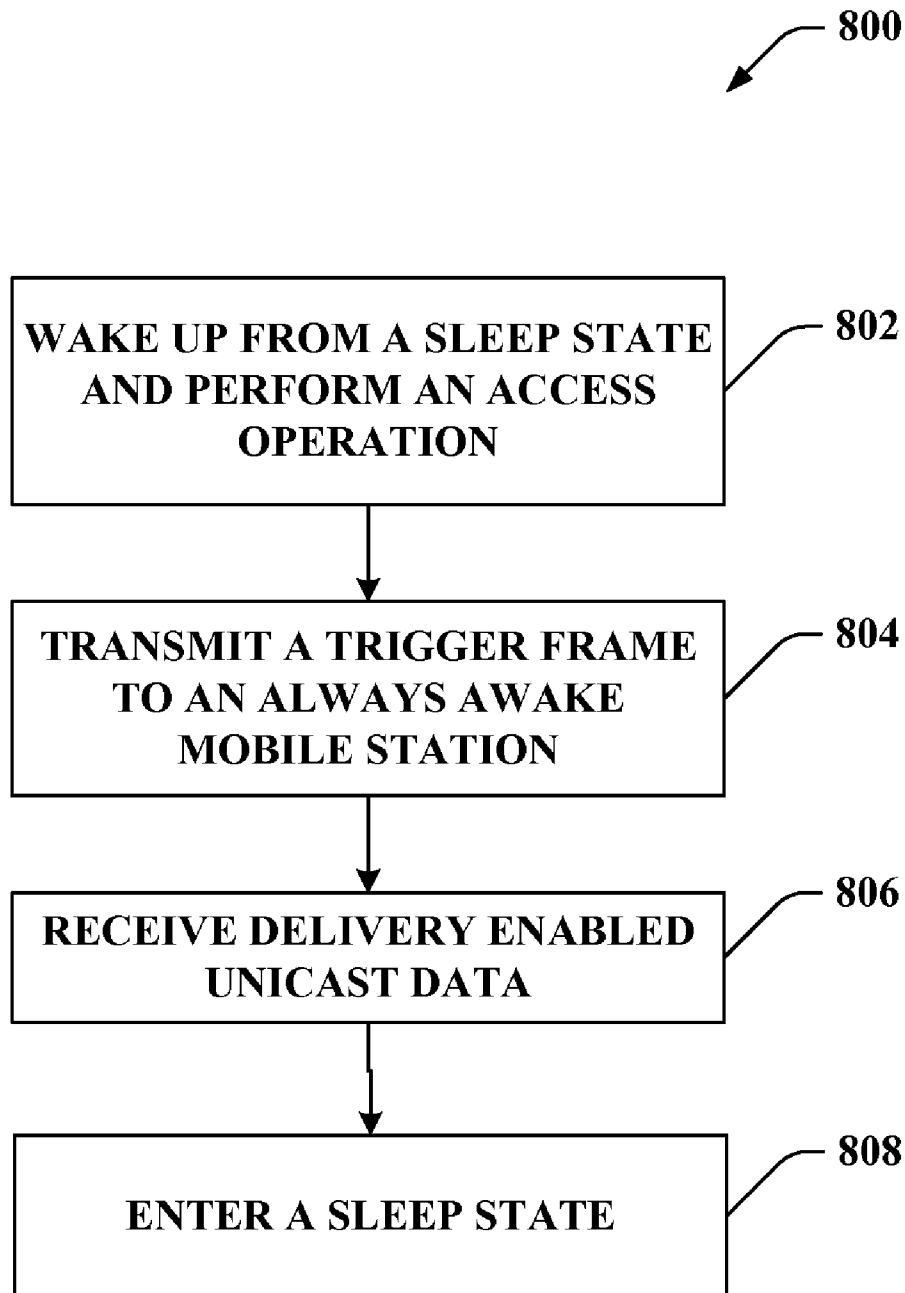 800
WAKE UP FROM A SLEEP STATE
AND PERFORM AN ACCESS
OPERATION
802
TRANSMIT A TRIGGER FRAME
TO AN ALWAYS AWAKE
MOBILE STATION
804
RECEIVE DELIVERY ENABLED
UNICAST DATA
806
ENTER A SLEEP STATE
808